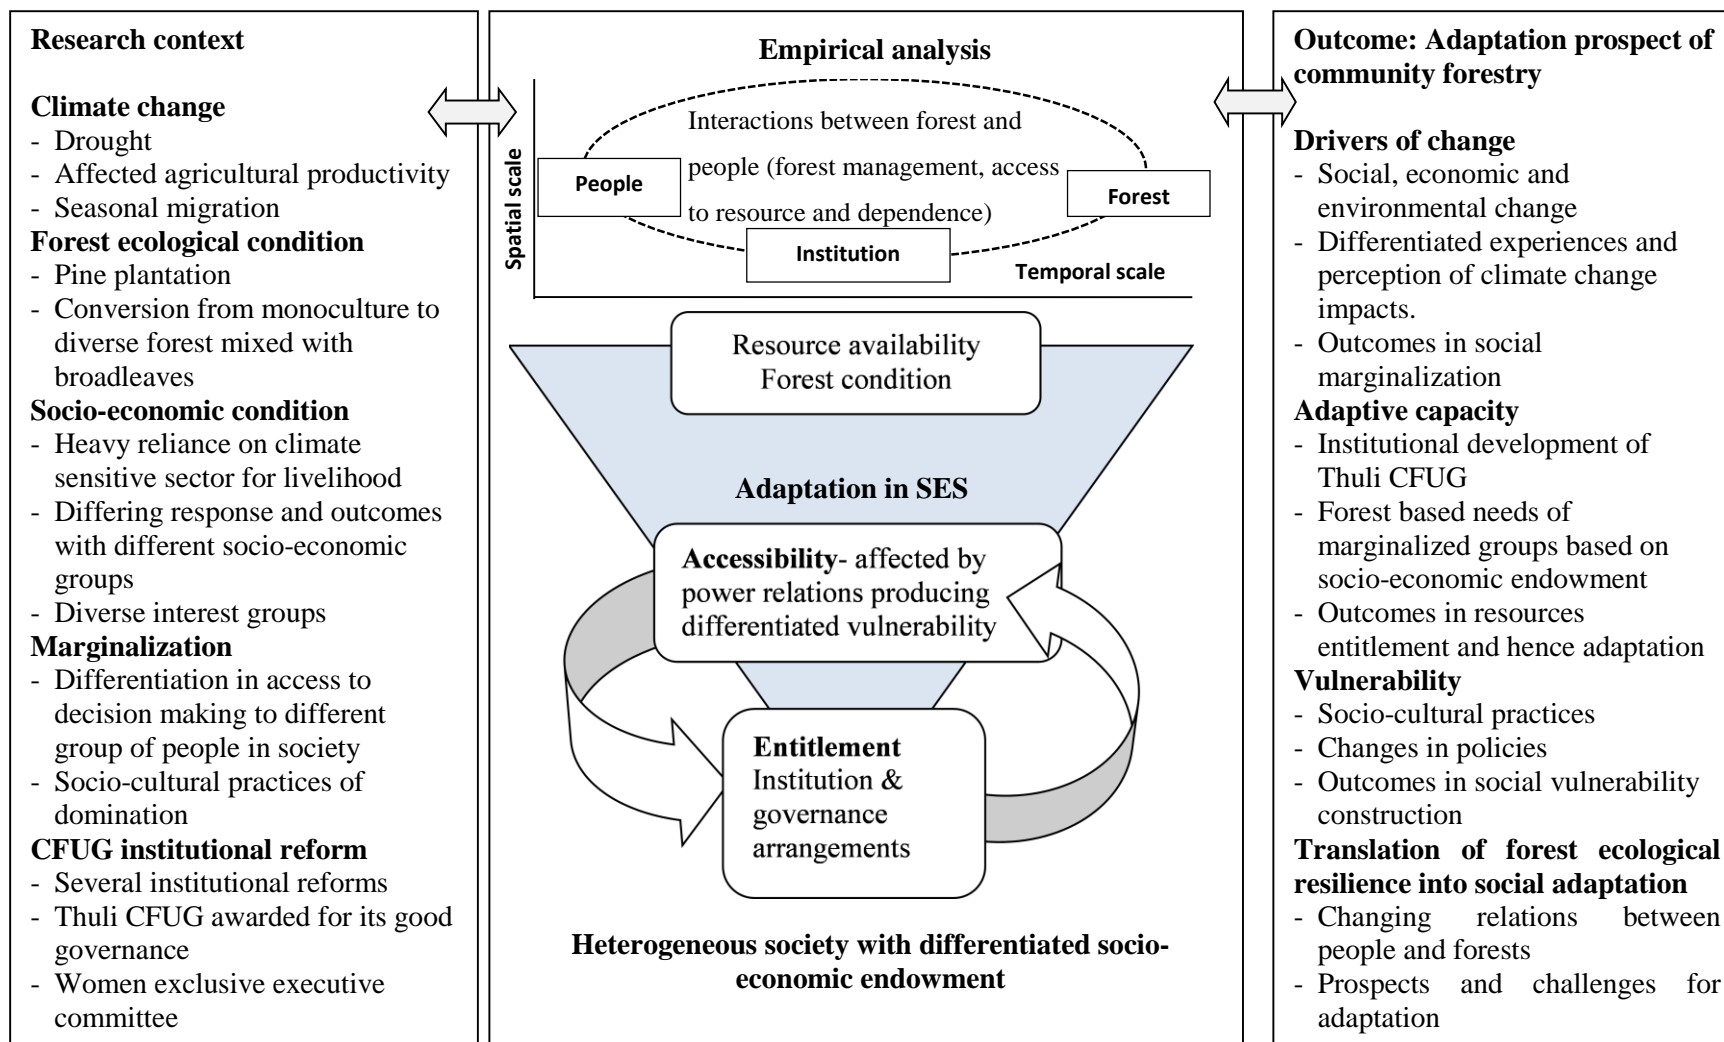 Research context
Climate change
- Drought
- Affected agricultural productivity
- Seasonal migration
Forest ecological condition
- Pine plantation
- Conversion from monoculture to
diverse forest mixed with
broadleaves
Socio-economic condition
- Heavy reliance on climate
sensitive sector for livelihood
- Differing response and outcomes
with different socio-economic
groups
- Diverse interest groups
Marginalization
- Differentiation in access to
decision making to different
group of people in society
- Socio-cultural practices of
domination
CFUG institutional reform
- Several institutional reforms
- Thuli CFUG awarded for its good
governance
- Women exclusive executive
committee
Empirical analysis
Spatial scale
Interactions between forest and
people (forest management, access
to resource and dependence)
People
Forest
Institution
Temporal scale
Resource availability
Forest condition
Adaptation in SES
Accessibility- affected by
power relations producing
differentiated vulnerability
Entitlement
Institution &
governance
arrangements
Heterogeneous society with differentiated socio-
economic endowment
Outcome: Adaptation prospect of
community forestry
Drivers of change
- Social, economic and
environmental change
- Differentiated experiences and
perception of climate change
impacts.
- Outcomes in social
marginalization
Adaptive capacity
- Institutional development of
Thuli CFUG
- Forest based needs of
marginalized groups based on
socio-economic endowment
- Outcomes in resources
entitlement and hence adaptation
Vulnerability
- Socio-cultural practices
- Changes in policies
- Outcomes in social vulnerability
construction
Translation of forest ecological
resilience into social adaptation
- Changing relations between
people and forests
- Prospects and challenges for
adaptation